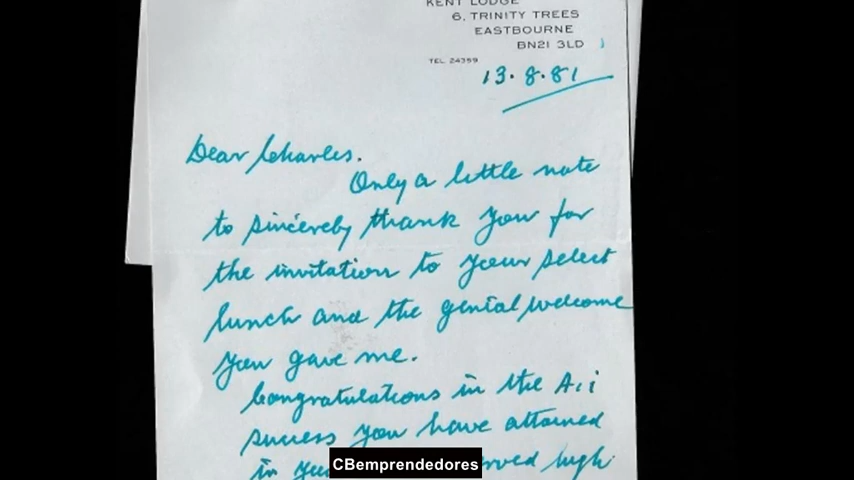 KENT LODGE
6, TRINITY TREES
EASTBOURNE
BN21 3LD
TEL. 24359
13.8.81
Dear Charles.
Only a little note
to sincerely thank you for
the invitation to your select
lunch and the genial welcome
you gave me.
Congratulations in the A.1
success you have attained
in high
CBemprendedores